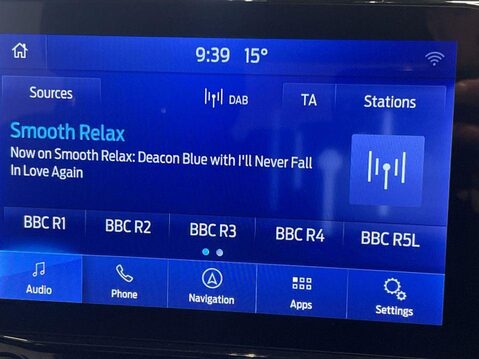 9:39 15°
Sources DAB TA Stations
Smooth Relax
Now on Smooth Relax: Deacon Blue with I'll Never Fall
In Love Again
BBC R1 BBC R2 BBC R3 BBC R4 BBC R5L
Audio Phone Navigation Apps Settings